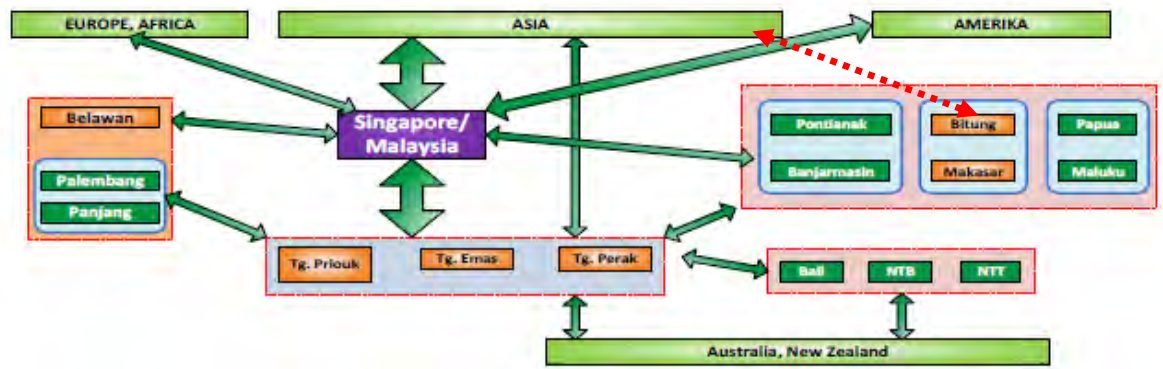 EUROPE, AFRICA
ASIA
AMERIKA
Belawan
Palembang
Panjang
Singapore/
Malaysia
Pontianak
Bitung
Papua
Banjarmasin
Makasar
Maluku
Tg. Priouk
Tg. Emas
Tg. Perak
Bali
NTB
NTT
Australia, New Zealand